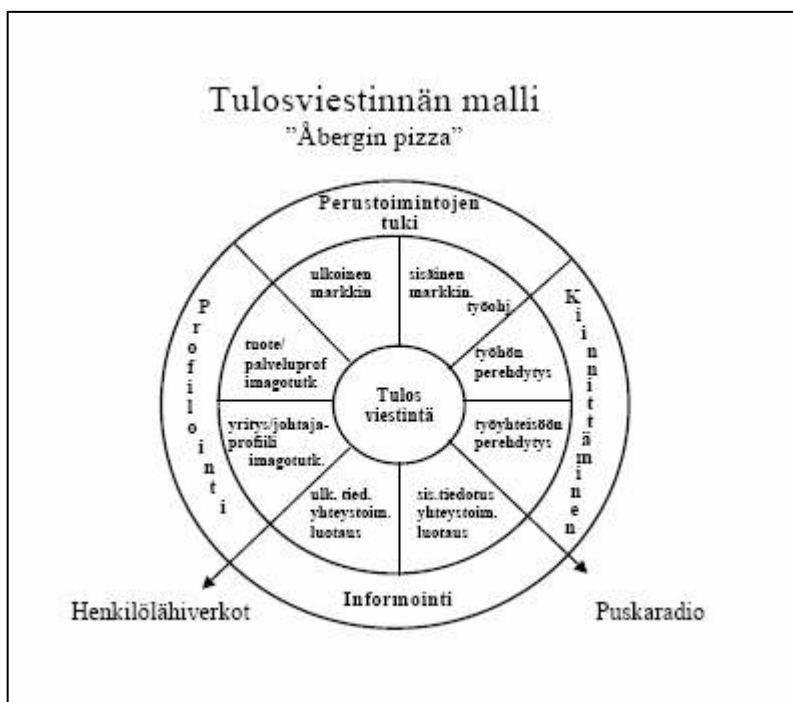 Tulosviestinnän malli
”Åbergin pizza”
Perustoimintojen
tuki
ulkoinen
markkin
sisäinen
markkin.
työohj.
Profilointi
Kiinnittäminen
tuote/
palveluprof
imagotutk.
työhön
perehdytys
Tulos
viestintä
yritys/johtaja-
profiili
imagotutk.
työyhteisöön
perehdytys
ulk. tied.
yhteystoim.
luotaus
sis.tiedotus
yhteystoim.
luotaus
Informointi
Henkilölähiverkot
Puskaradio